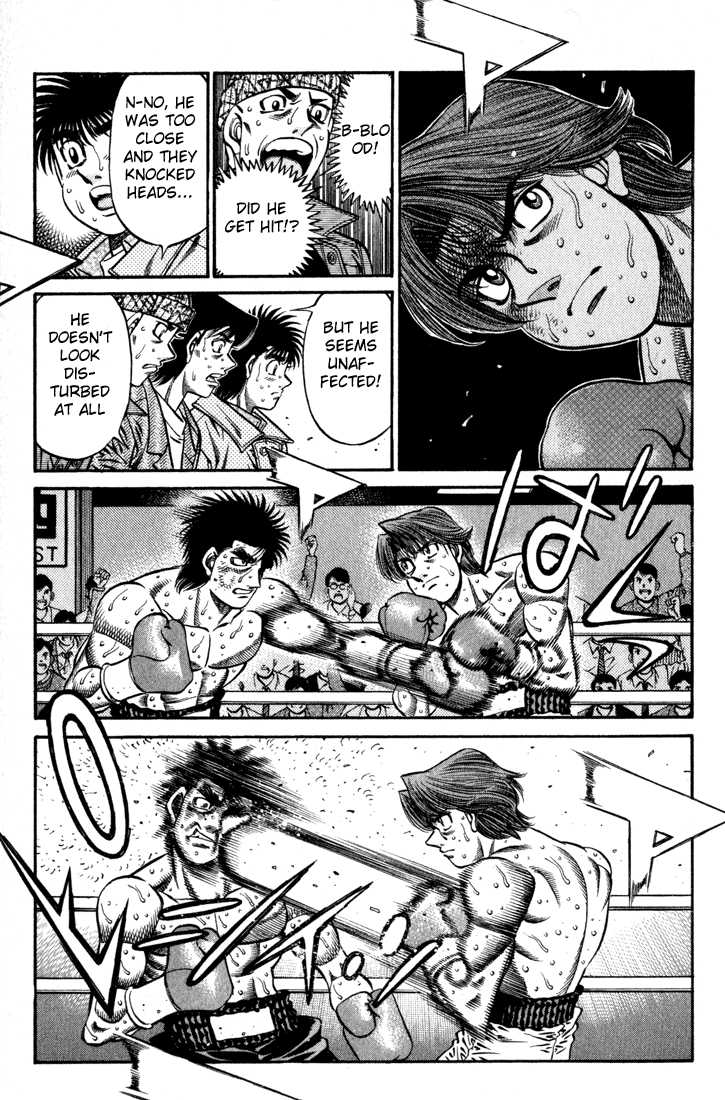 B-BLO
OD!
DID HE
GET HIT!?
N-NO, HE
WAS TOO
CLOSE
AND THEY
KNOCKED
HEADS...
BUT HE
SEEMS
UNAF-
FECTED!
HE
DOESN'T
LOOK
DIS-
TURBED
AT ALL
ST